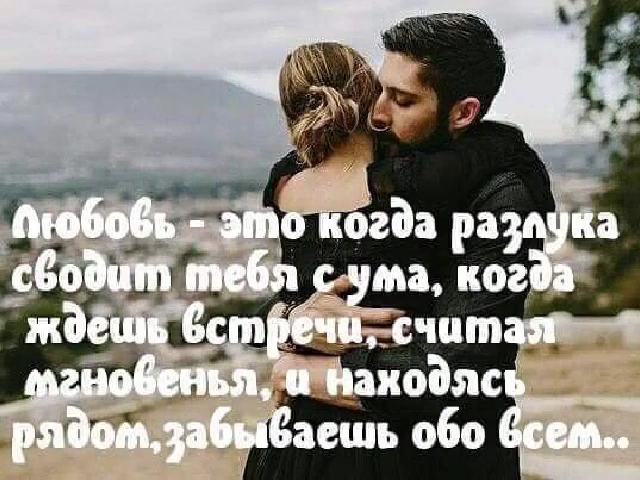 Любовь - это когда разлука
сводит тебя с ума, когда
ждешь встречи, считая
мгновенья, и находясь
рядом,забываешь обо всем..